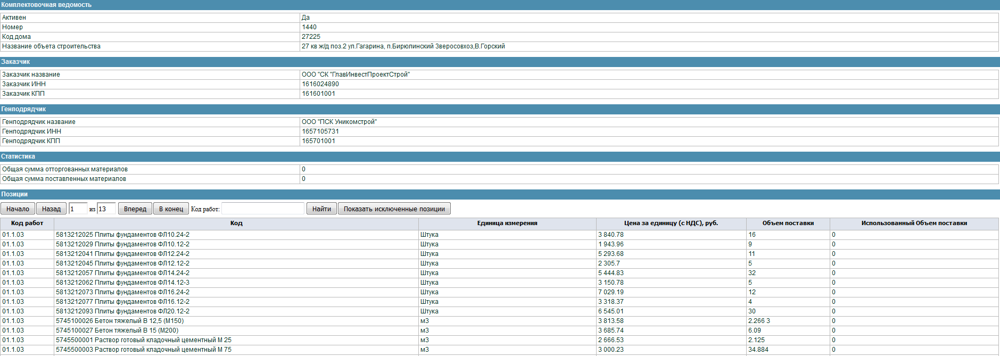 Комплектовочная ведомость
Активен Да
Номер 1440
Код дома 27225
Название объета строительства 27 кв ж/д поз.2 ул.Гагарина, п.Бирюлинский Зверосовхоз,В.Горский
Заказчик
Заказчик название ООО "СК "ГлавИнвестПроектСтрой"
Заказчик ИНН 1616024890
Заказчик КПП 161601001
Генподрядчик
Генподрядчик название ООО "ПСК Уникомстрой"
Генподрядчик ИНН 1657105731
Генподрядчик КПП 165701001
Статистика
Общая сумма отторгованных материалов 0
Общая сумма поставленных материалов 0
Позиции
Начало Назад 1 из 13 Вперед В конец Код работ: Найти Показать исключенные позиции
Код работ Код Единица измерения Цена за единицу (с НДС), руб. Объем поставки Использованный Объем поставки
01.1.03 5813212025 Плиты фундаментов ФЛ10.24-2 Штука 3 840.78 16 0
01.1.03 5813212029 Плиты фундаментов ФЛ10.12-2 Штука 1 943.96 9 0
01.1.03 5813212041 Плиты фундаментов ФЛ12.24-2 Штука 5 293.68 11 0
01.1.03 5813212045 Плиты фундаментов ФЛ12.12-2 Штука 2 305.7 5 0
01.1.03 5813212057 Плиты фундаментов ФЛ14.24-2 Штука 5 444.83 32 0
01.1.03 5813212062 Плиты фундаментов ФЛ14.12-3 Штука 3 150.78 5 0
01.1.03 5813212073 Плиты фундаментов ФЛ16.24-2 Штука 7 029.19 12 0
01.1.03 5813212077 Плиты фундаментов ФЛ16.12-2 Штука 3 318.37 4 0
01.1.03 5813212093 Плиты фундаментов ФЛ20.12-2 Штука 6 545.01 30 0
01.1.03 5745100026 Бетон тяжелый В 12,5 (М150) м3 3 813.58 2.266 3 0
01.1.03 5745100027 Бетон тяжелый В 15 (М200) м3 3 685.74 6.09 0
01.1.03 5745500001 Раствор готовый кладочный цементный М 25 м3 2 666.53 2.125 0
01.1.03 5745500003 Раствор готовый кладочный цементный М 75 м3 3 000.23 34.884 0